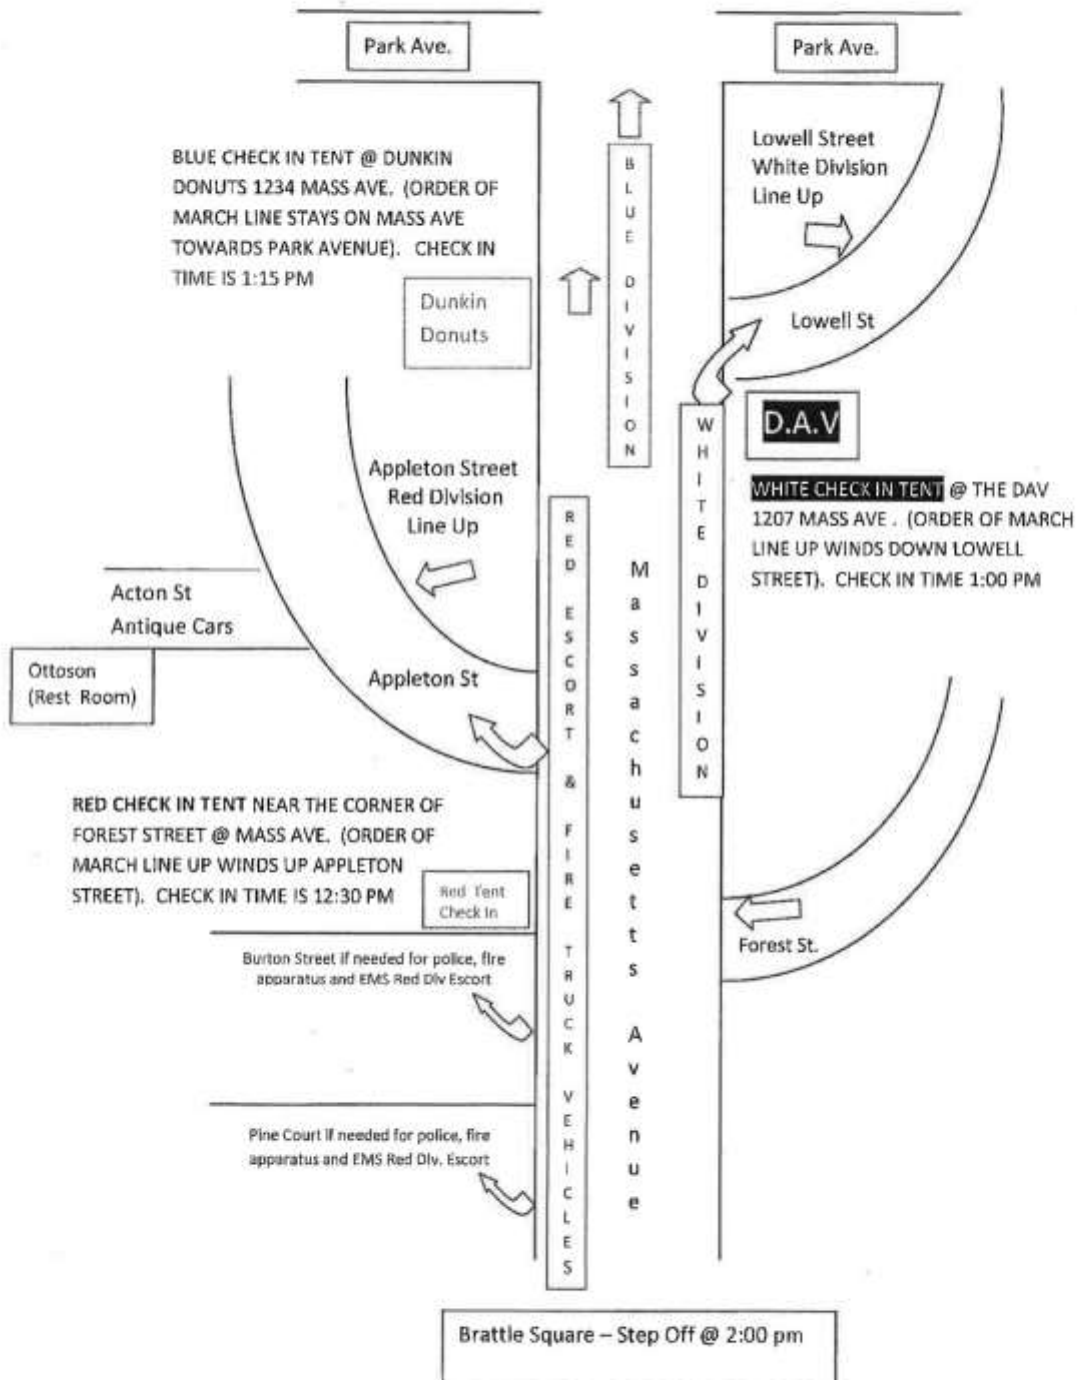 Park Ave.
Park Ave.
BLUE CHECK IN TENT @ DUNKIN
DONUTS 1234 MASS AVE. (ORDER OF
MARCH LINE STAYS ON MASS AVE
TOWARDS PARK AVENUE). CHECK IN
TIME IS 1:15 PM
BLUE DIVISION
Lowell Street
White Division
Line Up
Dunkin
Donuts
Lowell St
D.A.V
WHITE CHECK IN TENT @ THE DAV
1207 MASS AVE . (ORDER OF MARCH
LINE UP WINDS DOWN LOWELL
STREET). CHECK IN TIME 1:00 PM
WHITE DIVISION
Appleton Street
Red Division
Line Up
RED ESCORT & FIRE TRUCK VEHICLES
Massachusetts Avenue
Acton St
Antique Cars
Ottoson
(Rest Room)
Appleton St
RED CHECK IN TENT NEAR THE CORNER OF
FOREST STREET @ MASS AVE. (ORDER OF
MARCH LINE UP WINDS UP APPLETON
STREET). CHECK IN TIME IS 12:30 PM
Red Tent
Check In
Forest St.
Burton Street if needed for police, fire
apparatus and EMS Red Div Escort
Pine Court if needed for police, fire
apparatus and EMS Red Div. Escort
Brattle Square – Step Off @ 2:00 pm